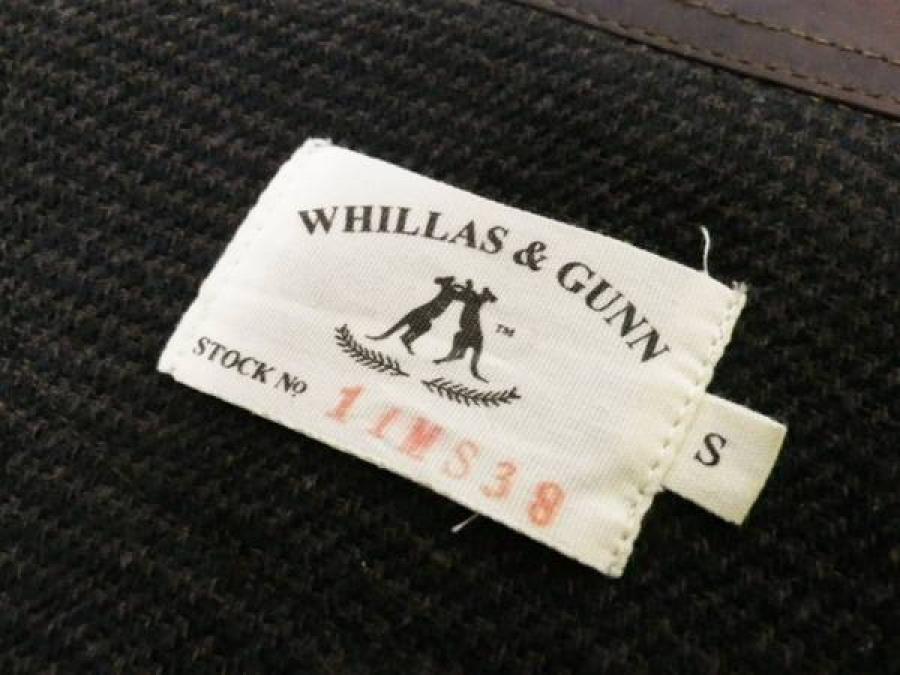 WHILLAS & GUNN
™
STOCK No
11MS38
S